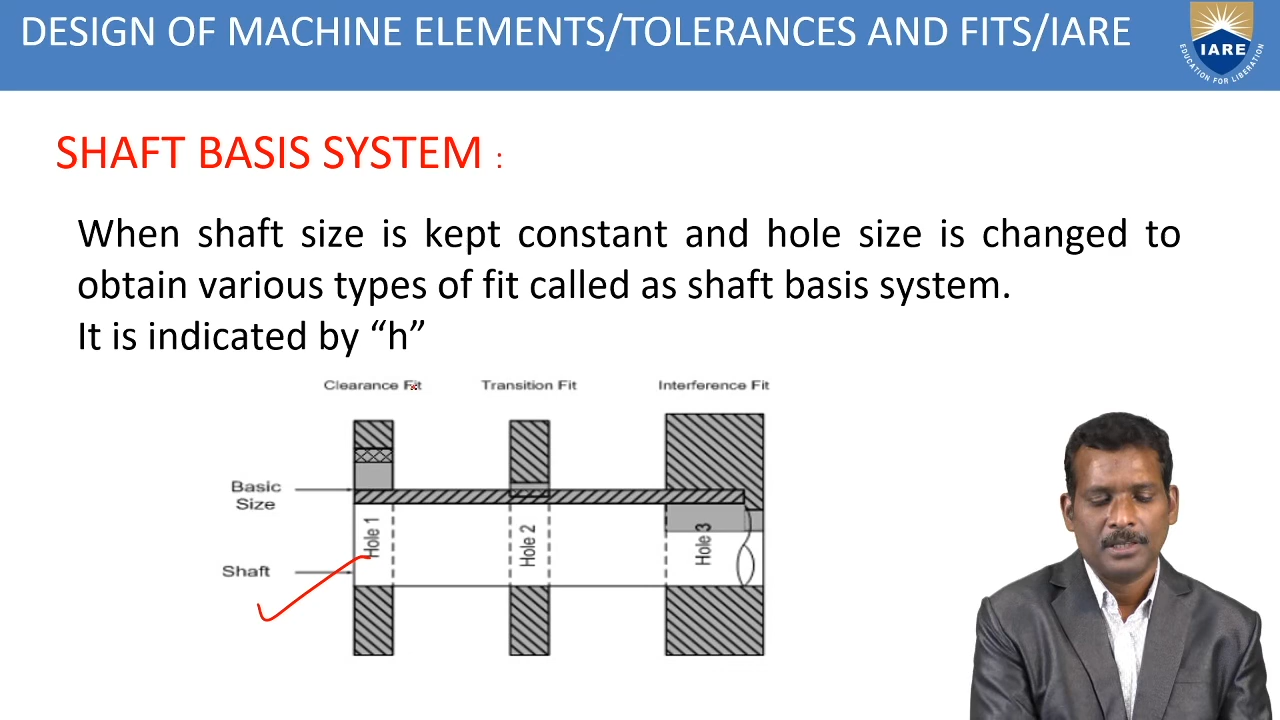 DESIGN OF MACHINE ELEMENTS/TOLERANCES AND FITS/IARE
IARE
EDUCATION FOR LIBERATION
SHAFT BASIS SYSTEM :
When shaft size is kept constant and hole size is changed to
obtain various types of fit called as shaft basis system.
It is indicated by “h”
Clearance Fit
Transition Fit
Interference Fit
Basic
Size
Shaft
Hole 1
Hole 2
Hole 3